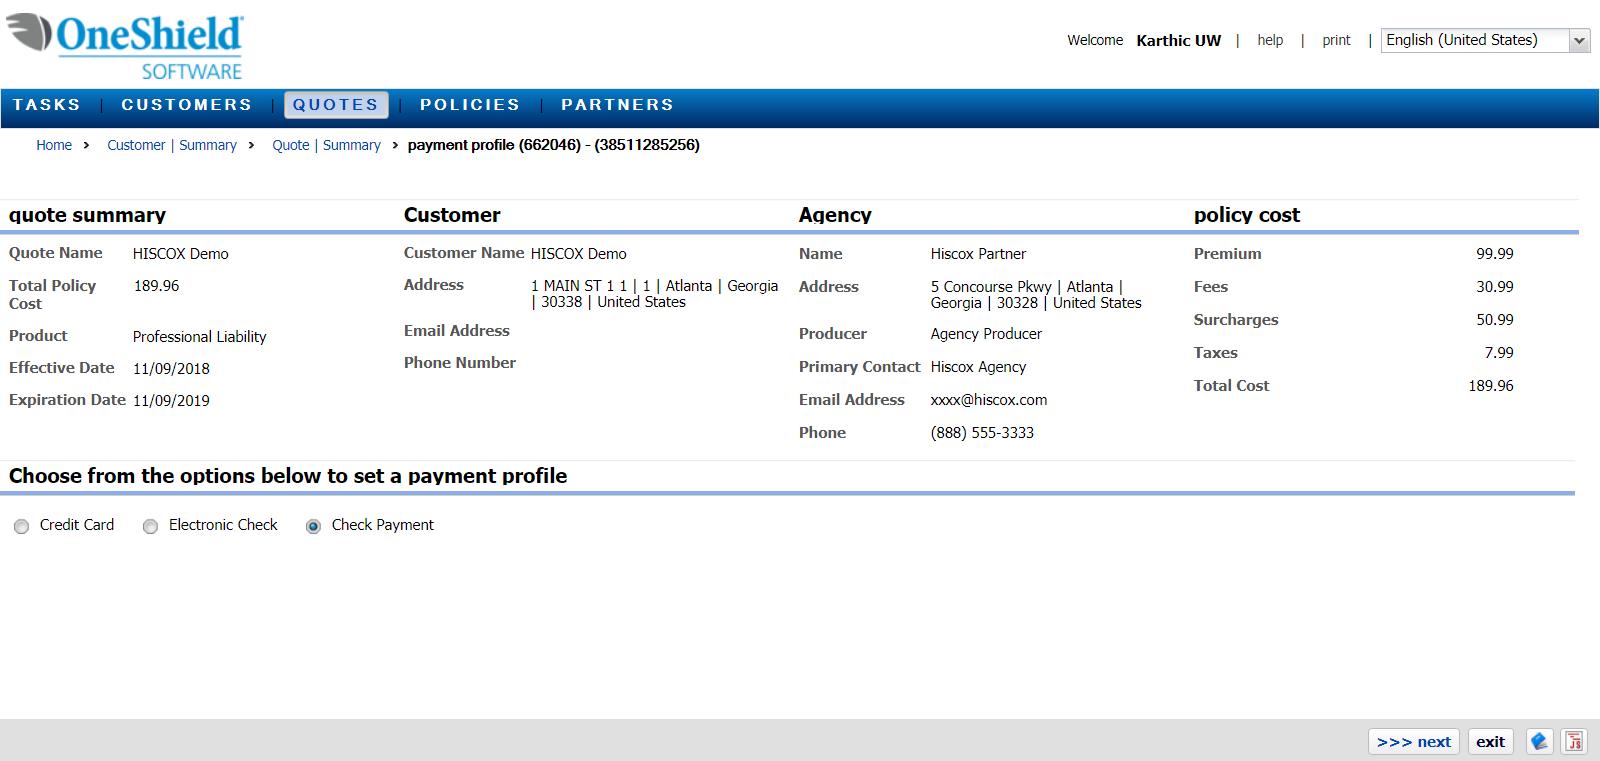 OneShield®
SOFTWARE
Welcome Karthic UW | help | print | English (United States)
TASKS | CUSTOMERS | QUOTES | POLICIES | PARTNERS
Home › Customer | Summary › Quote | Summary › payment profile (662046) - (38511285256)
quote summary
Quote Name HISCOX Demo
Total Policy 189.96
Cost
Product Professional Liability
Effective Date 11/09/2018
Expiration Date 11/09/2019
Customer
Customer Name HISCOX Demo
Address 1 MAIN ST 1 1 | 1 | Atlanta | Georgia
| 30338 | United States
Email Address
Phone Number
Agency
Name Hiscox Partner
Address 5 Concourse Pkwy | Atlanta |
Georgia | 30328 | United States
Producer Agency Producer
Primary Contact Hiscox Agency
Email Address xxxx@hiscox.com
Phone (888) 555-3333
policy cost
Premium 99.99
Fees 30.99
Surcharges 50.99
Taxes 7.99
Total Cost 189.96
Choose from the options below to set a payment profile
Credit Card Electronic Check Check Payment
>>> next exit JS